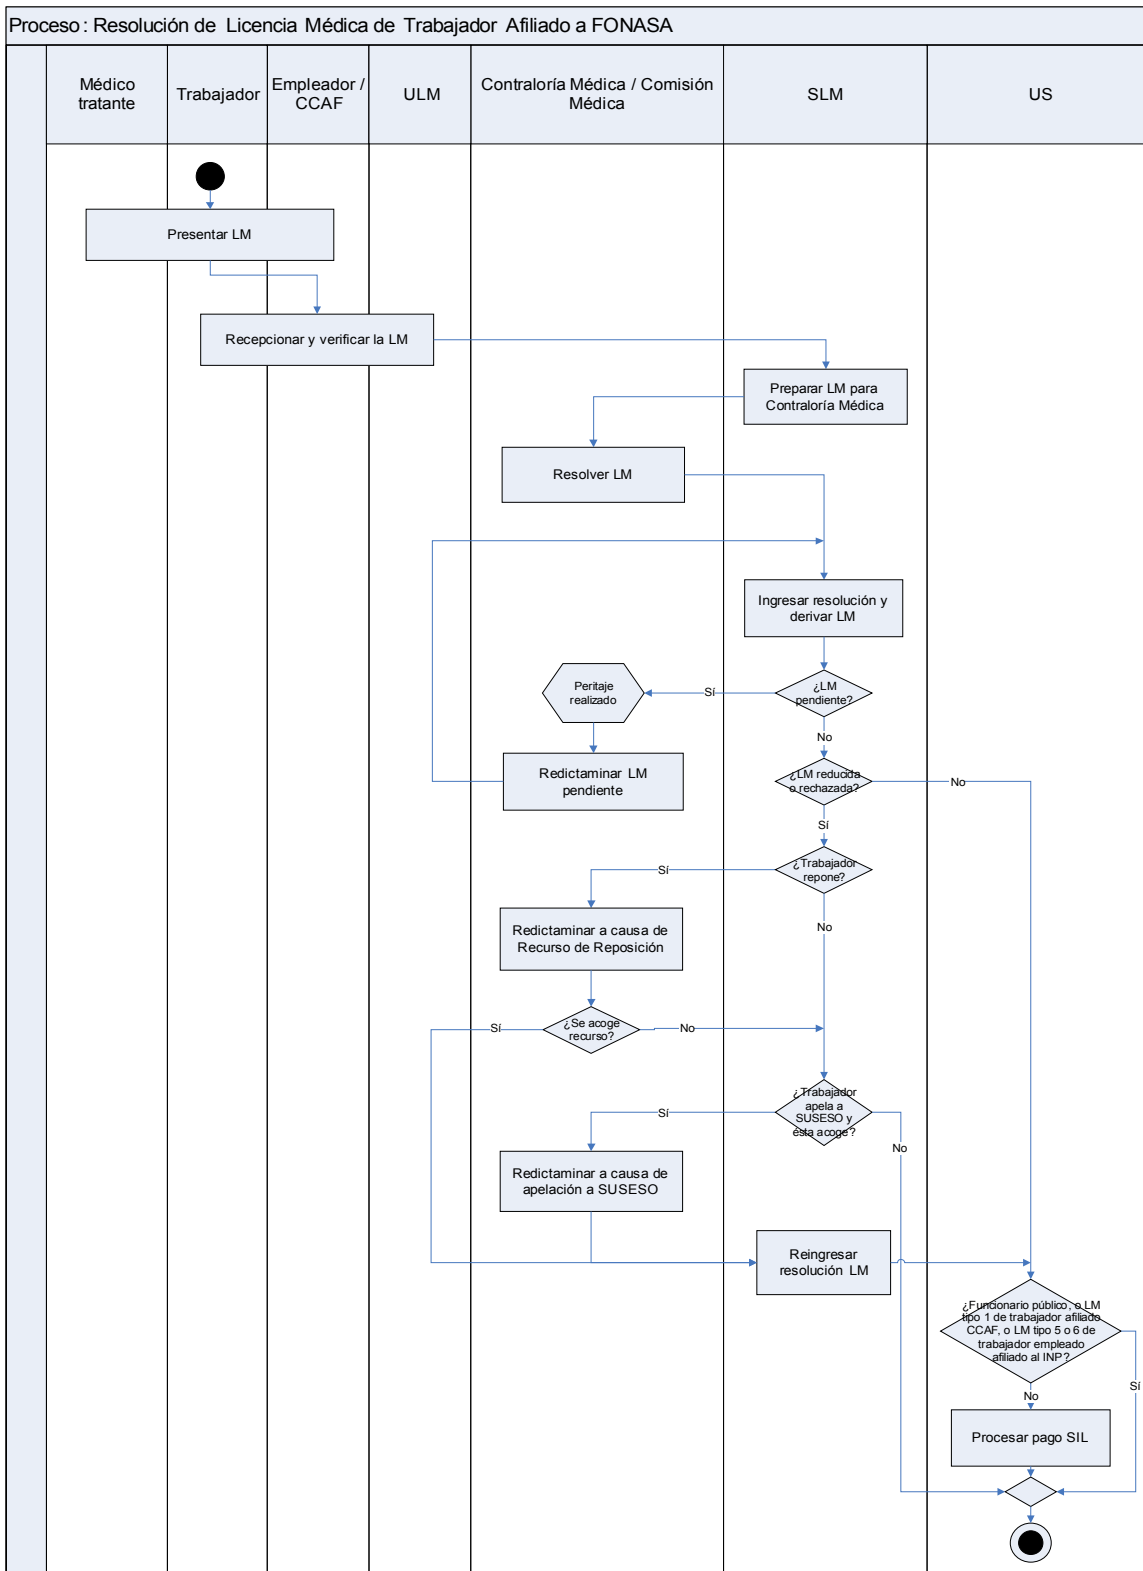 Proceso: Resolución de Licencia Médica de Trabajador Afiliado a FONASA
Médico
tratante
Trabajador
Empleador /
CCAF
ULM
Contraloría Médica / Comisión
Médica
SLM
US
Presentar LM
Recepcionar y verificar la LM
Preparar LM para
Contraloría Médica
Resolver LM
Ingresar resolución y
derivar LM
¿LM
pendiente?
Sí
Peritaje
realizado
No
Redictaminar LM
pendiente
¿LM reducida
o rechazada?
No
Sí
¿Trabajador
repone?
Sí
No
Redictaminar a causa de
Recurso de Reposición
¿Se acoge
recurso?
Sí
No
¿Trabajador
apela a
SUSESO y
ésta acoge?
Sí
No
Redictaminar a causa de
apelación a SUSESO
Reingresar
resolución LM
¿Funcionario público, o LM
tipo 1 de trabajador afiliado
CCAF, o LM tipo 5 o 6 de
trabajador empleado
afiliado al INP?
Sí
No
Procesar pago SIL